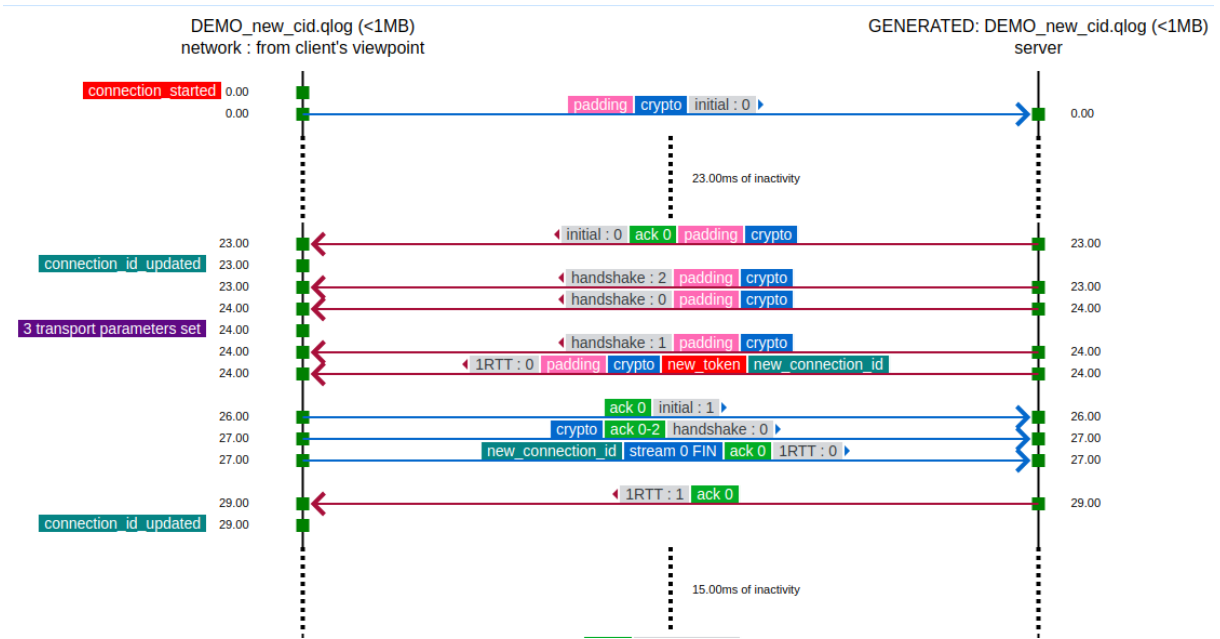 DEMO_new_cid.qlog (<1MB)
network : from client's viewpoint
GENERATED: DEMO_new_cid.qlog (<1MB)
server
connection_started 0.00
0.00 padding crypto initial : 0 0.00
23.00ms of inactivity
23.00 initial : 0 ack 0 padding crypto 23.00
connection_id_updated 23.00
23.00 handshake : 2 padding crypto 23.00
24.00 handshake : 0 padding crypto 24.00
3 transport parameters set 24.00
24.00 handshake : 1 padding crypto 24.00
24.00 1RTT : 0 padding crypto new_token new_connection_id 24.00
26.00 ack 0 initial : 1 26.00
27.00 crypto ack 0-2 handshake : 0 27.00
27.00 new_connection_id stream 0 FIN ack 0 1RTT : 0 27.00
29.00 1RTT : 1 ack 0 29.00
connection_id_updated 29.00
15.00ms of inactivity